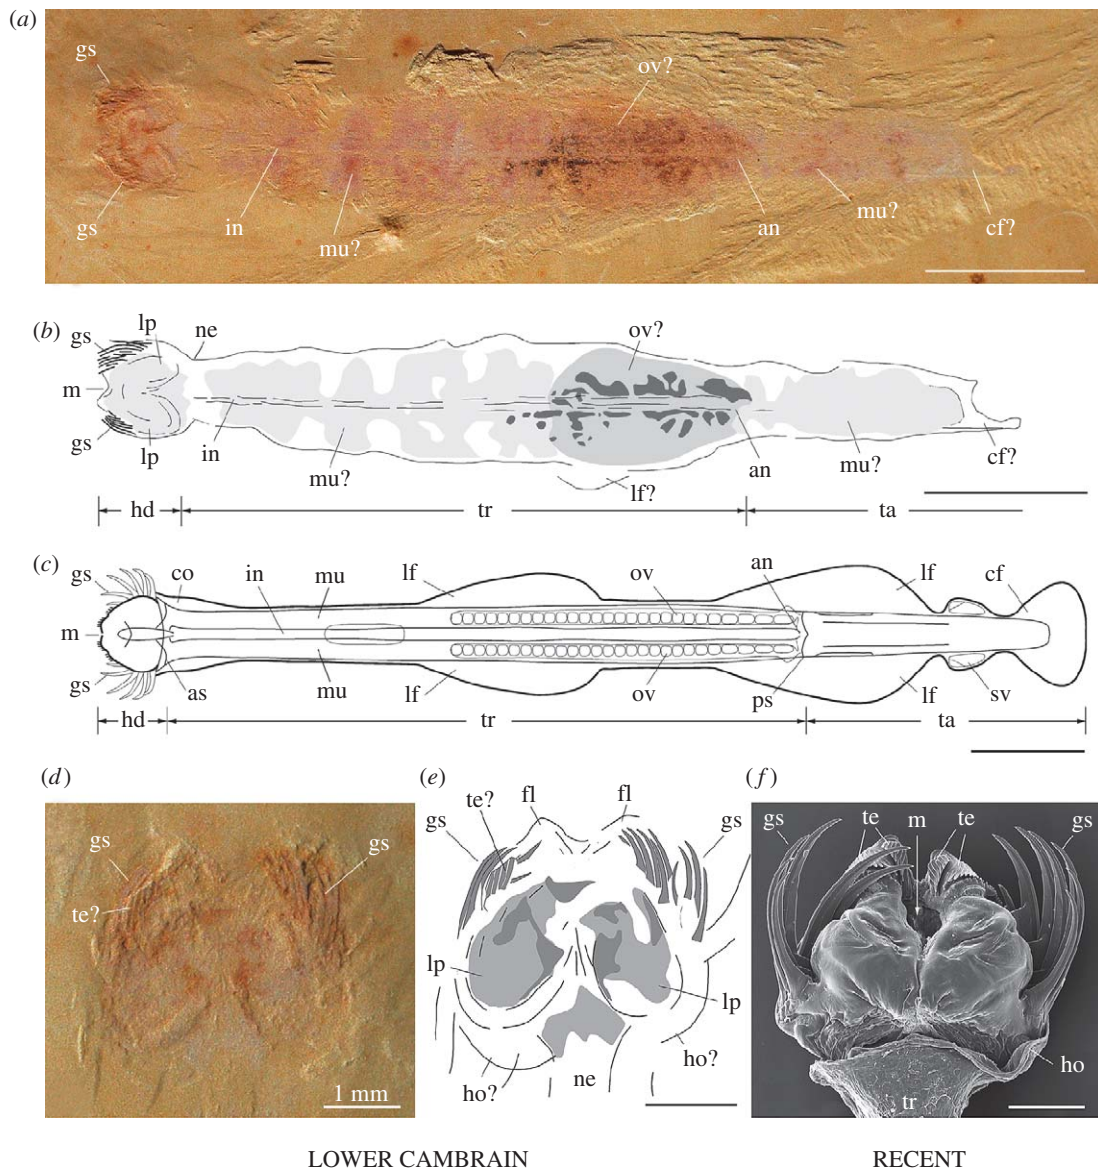 (a)
gs
ov?
gs
in
mu?
an
mu?
cf?
(b)
gs
lp
ne
ov?
m
gs
lp
in
mu?
lf?
an
mu?
cf?
hd
tr
ta
(c)
gs
co
in
mu
lf
ov
an
lf
cf
m
gs
as
mu
lf
ov
ps
lf
sv
hd
tr
ta
(d)
gs
gs
te?
1 mm
(e)
te?
fl
fl
gs
gs
lp
lp
ho?
ne
ho?
(f)
gs
te
m
te
gs
ho
tr
LOWER CAMBRAIN
RECENT